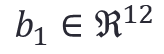 b₁ ∈ ℜ¹²